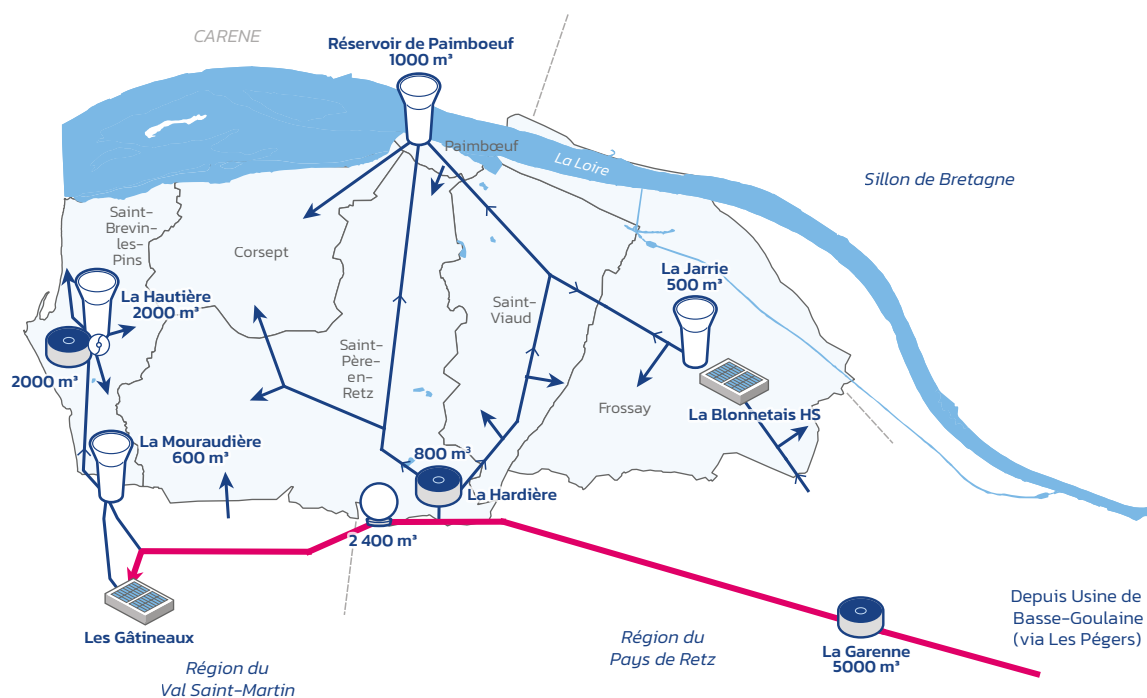 CARENE
Réservoir de Paimboeuf
1000 m³
Paimbœuf
La Loire
Sillon de Bretagne
Saint-
Brevin-
les-
Pins
Corsept
La Jarrie
500 m³
La Hautière
2000 m³
Saint-
Viaud
2000 m³
Saint-
Père-
en-
Retz
Frossay
La Blonnetais HS
La Mouraudière
600 m³
800 m³
La Hardière
2 400 m³
Les Gâtineaux
Région du
Val Saint-Martin
Région du
Pays de Retz
La Garenne
5000 m³
Depuis Usine de
Basse-Goulaine
(via Les Pégers)